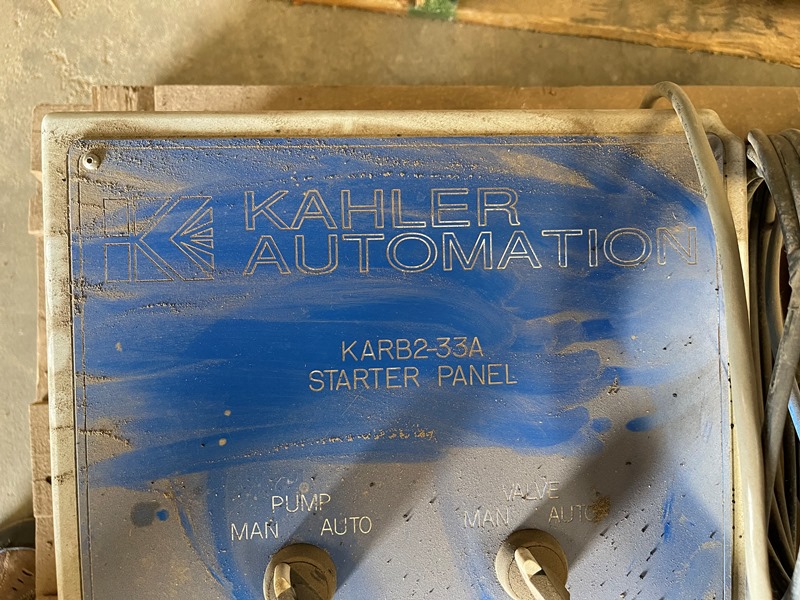 KAHLER
AUTOMATION
KARB2-33A
STARTER PANEL
PUMP
MAN AUTO
VALVE
MAN AUTO